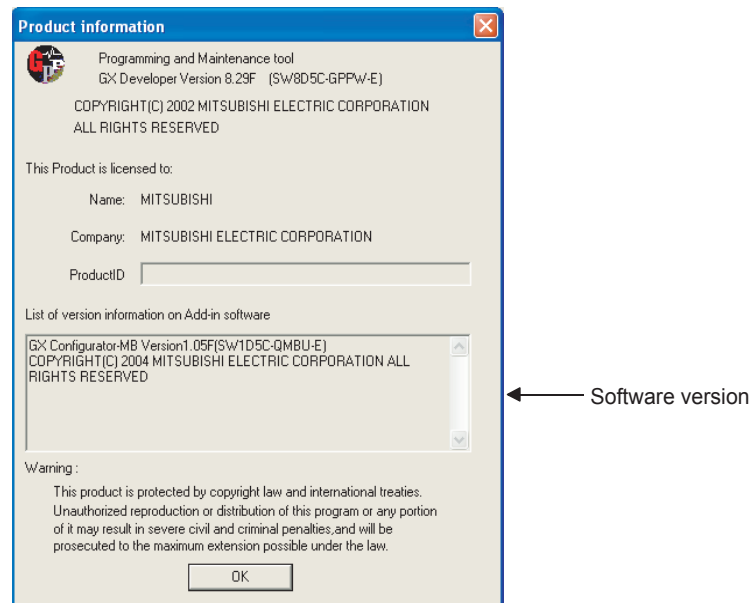 Product information
Programming and Maintenance tool
GX Developer Version 8.29F (SW8D5C-GPPW-E)
COPYRIGHT(C) 2002 MITSUBISHI ELECTRIC CORPORATION
ALL RIGHTS RESERVED
This Product is licensed to:
Name: MITSUBISHI
Company: MITSUBISHI ELECTRIC CORPORATION
ProductID
List of version information on Add-in software
GX Configurator-MB Version1.05F(SW1D5C-QMBU-E)
COPYRIGHT(C) 2004 MITSUBISHI ELECTRIC CORPORATION ALL
RIGHTS RESERVED
Software version
Warning :
This product is protected by copyright law and international treaties.
Unauthorized reproduction or distribution of this program or any portion
of it may result in severe civil and criminal penalties,and will be
prosecuted to the maximum extension possible under the law.
OK